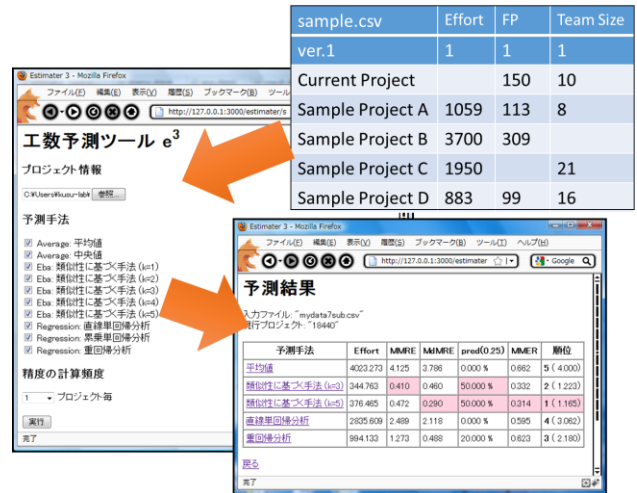 sample.csv Effort FP Team Size
ver.1 1 1 1
Current Project 150 10
Sample Project A 1059 113 8
Sample Project B 3700 309
Sample Project C 1950 21
Sample Project D 883 99 16
Estimater 3 - Mozilla Firefox
ファイル(F) 編集(E) 表示(V) 履歴(S) ブックマーク(B) ツール
http://127.0.0.1:3000/estimater/s
工数予測ツール e³
プロジェクト情報
参照...
予測手法
Average: 平均値
Average: 中央値
Eba: 類似性に基づく手法 (k=1)
Eba: 類似性に基づく手法 (k=2)
Eba: 類似性に基づく手法 (k=3)
Eba: 類似性に基づく手法 (k=4)
Eba: 類似性に基づく手法 (k=5)
Regression: 直線単回帰分析
Regression: 累乗単回帰分析
Regression: 重回帰分析
精度の計算頻度
1 プロジェクト毎
実行
完了
Estimater 3 - Mozilla Firefox
ファイル(F) 編集(E) 表示(V) 履歴(S) ブックマーク(B) ツール(T) ヘルプ(H)
http://127.0.0.1:3000/estimater Google
予測結果
入力ファイル: "mydata7sub.csv"
現行プロジェクト: "18440"
予測手法 Effort MMRE MdMRE pred(0.25) MMER 順位
平均値 4023.273 4.125 3.786 0.000 % 0.662 5 ( 4.000)
類似性に基づく手法 (k=3) 344.763 0.410 0.460 50.000 % 0.332 2 ( 1.223)
類似性に基づく手法 (k=5) 376.465 0.472 0.290 50.000 % 0.314 1 ( 1.165)
直線単回帰分析 2835.609 2.489 2.118 0.000 % 0.595 4 ( 3.062)
重回帰分析 994.133 1.273 0.488 20.000 % 0.623 3 ( 2.180)
戻る
完了